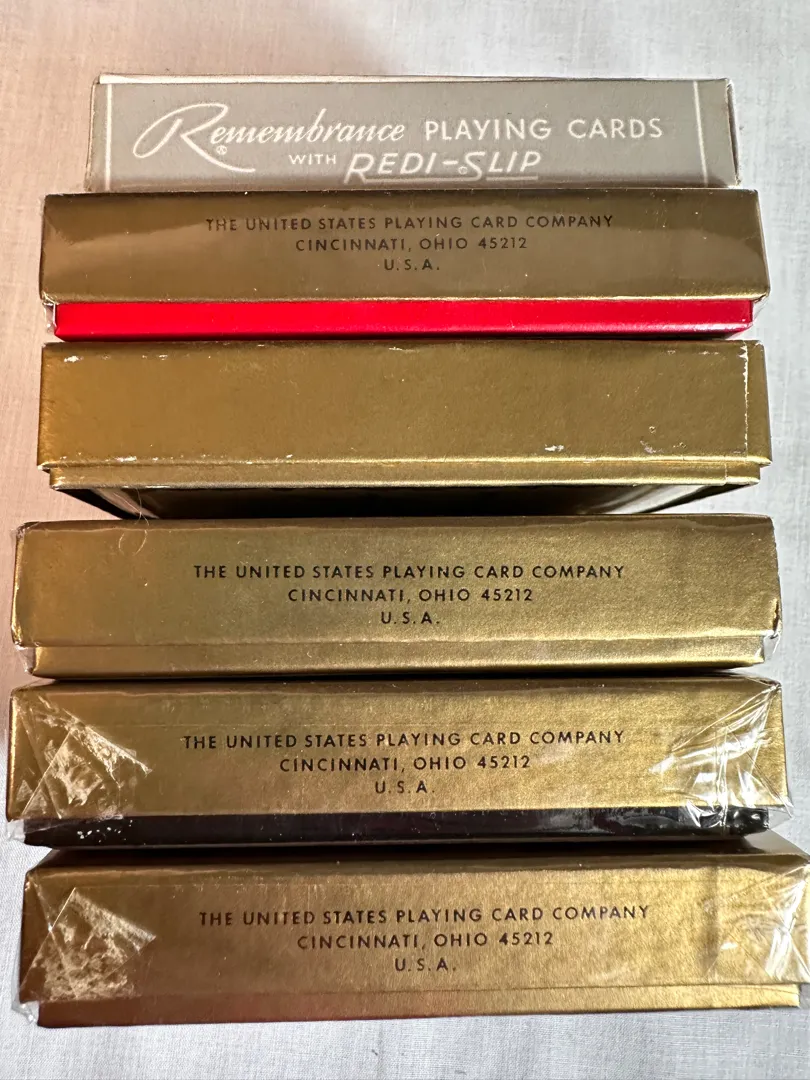 Remembrance® PLAYING CARDS
WITH REDI-SLIP
THE UNITED STATES PLAYING CARD COMPANY
CINCINNATI, OHIO 45212
U.S.A.
THE UNITED STATES PLAYING CARD COMPANY
CINCINNATI, OHIO 45212
U.S.A.
THE UNITED STATES PLAYING CARD COMPANY
CINCINNATI, OHIO 45212
U.S.A.
THE UNITED STATES PLAYING CARD COMPANY
CINCINNATI, OHIO 45212
U.S.A.